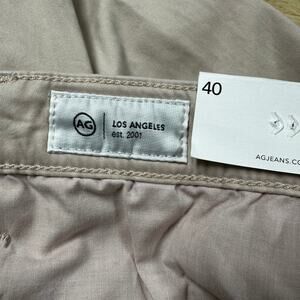 AG
LOS ANGELES
est. 2001
40
AGJEANS.CO